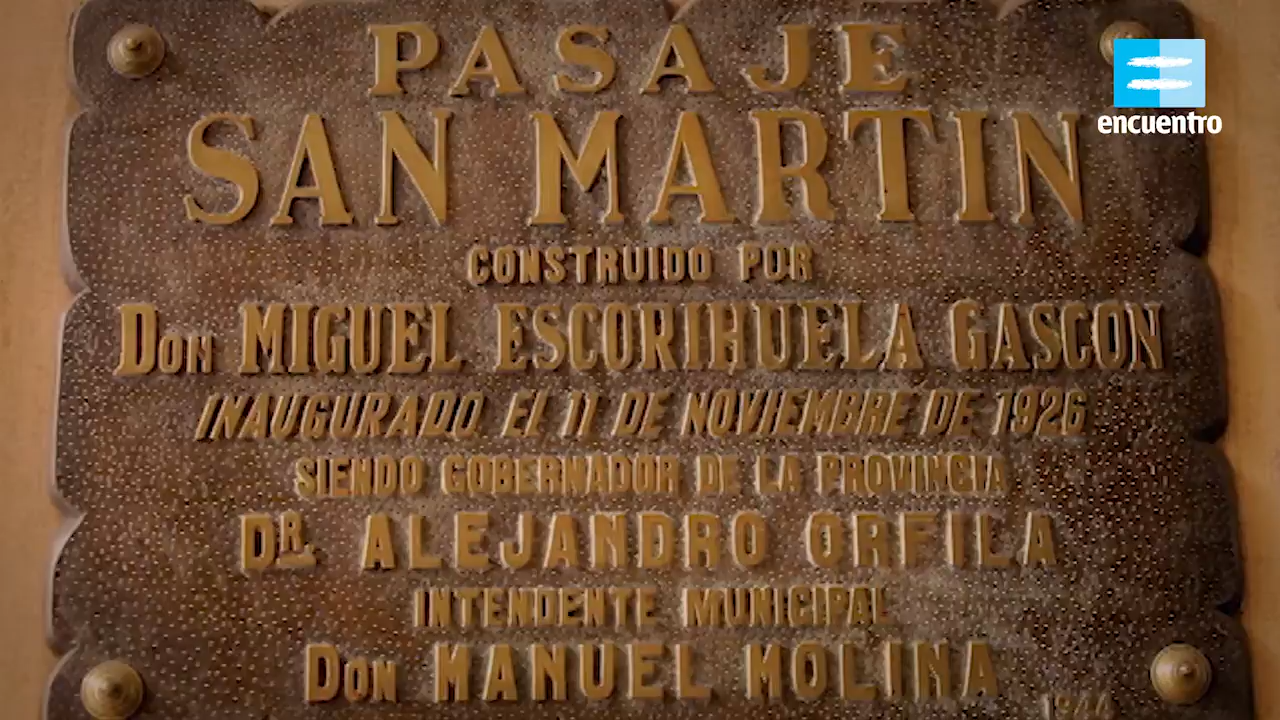 PASAJE
SAN MARTIN
CONSTRUIDO POR
DON MIGUEL ESCORIHUELA GASCON
INAUGURADO EL 11 DE NOVIEMBRE DE 1926
SIENDO GOBERNADOR DE LA PROVINCIA
DR. ALEJANDRO ORFILA
INTENDENTE MUNICIPAL
DON MANUEL MOLINA
encuentro